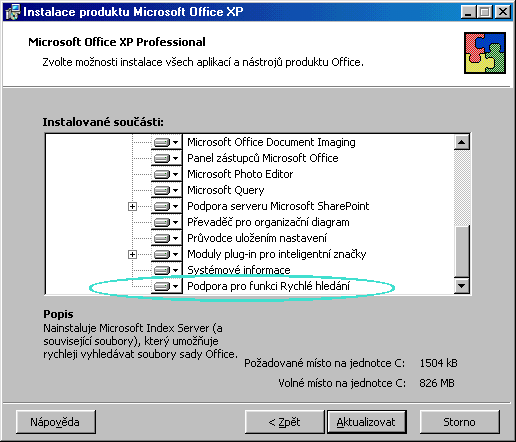 Instalace produktu Microsoft Office XP
Microsoft Office XP Professional
Zvolte možnosti instalace všech aplikací a nástrojů produktu Office.
Instalované součásti:
Microsoft Office Document Imaging
Panel zástupců Microsoft Office
Microsoft Photo Editor
Microsoft Query
Podpora serveru Microsoft SharePoint
Převaděč pro organizační diagram
Průvodce uložením nastavení
Moduly plug-in pro inteligentní značky
Systémové informace
Podpora pro funkci Rychlé hledání
Popis
Nainstaluje Microsoft Index Server (a
související soubory), který umožňuje
rychleji vyhledávat soubory sady Office.
Požadované místo na jednotce C: 1504 kB
Volné místo na jednotce C: 826 MB
Nápověda < Zpět Aktualizovat Storno